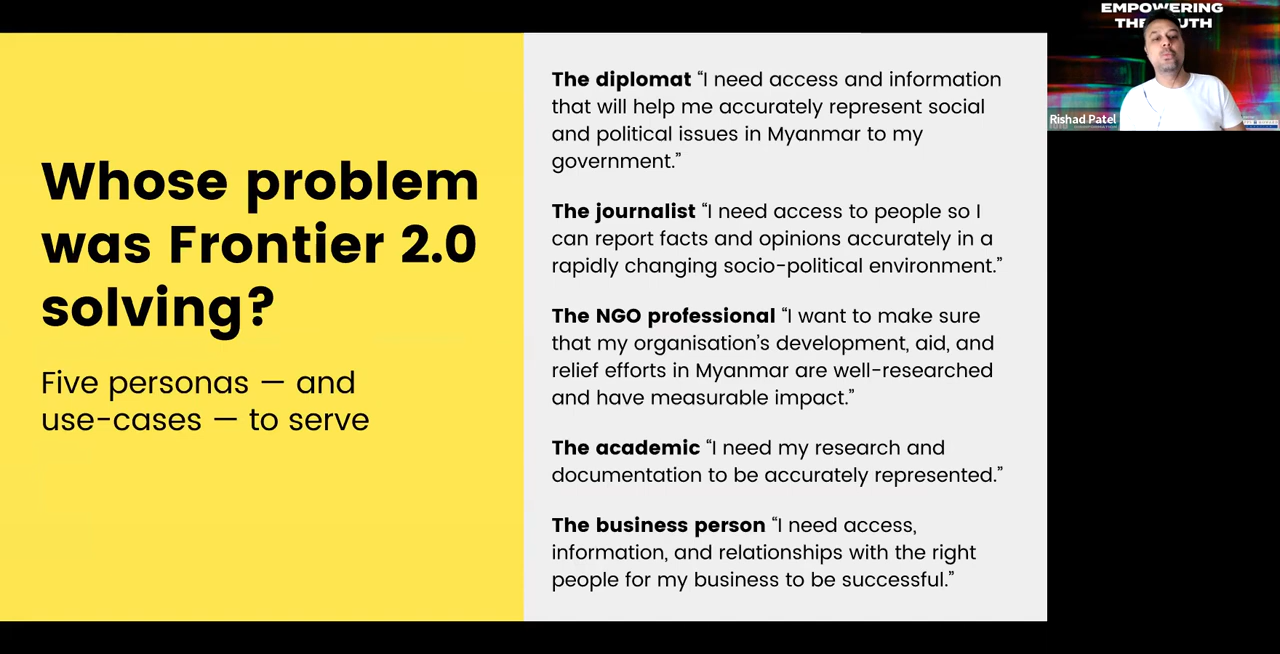 Whose problem
was Frontier 2.0
solving?
Five personas — and
use-cases — to serve
The diplomat “I need access and information
that will help me accurately represent social
and political issues in Myanmar to my
government.”
The journalist “I need access to people so I
can report facts and opinions accurately in a
rapidly changing socio-political environment.”
The NGO professional “I want to make sure
that my organisation’s development, aid, and
relief efforts in Myanmar are well-researched
and have measurable impact.”
The academic “I need my research and
documentation to be accurately represented.”
The business person “I need access,
information, and relationships with the right
people for my business to be successful.”
EMPOWERING
Rishad Patel